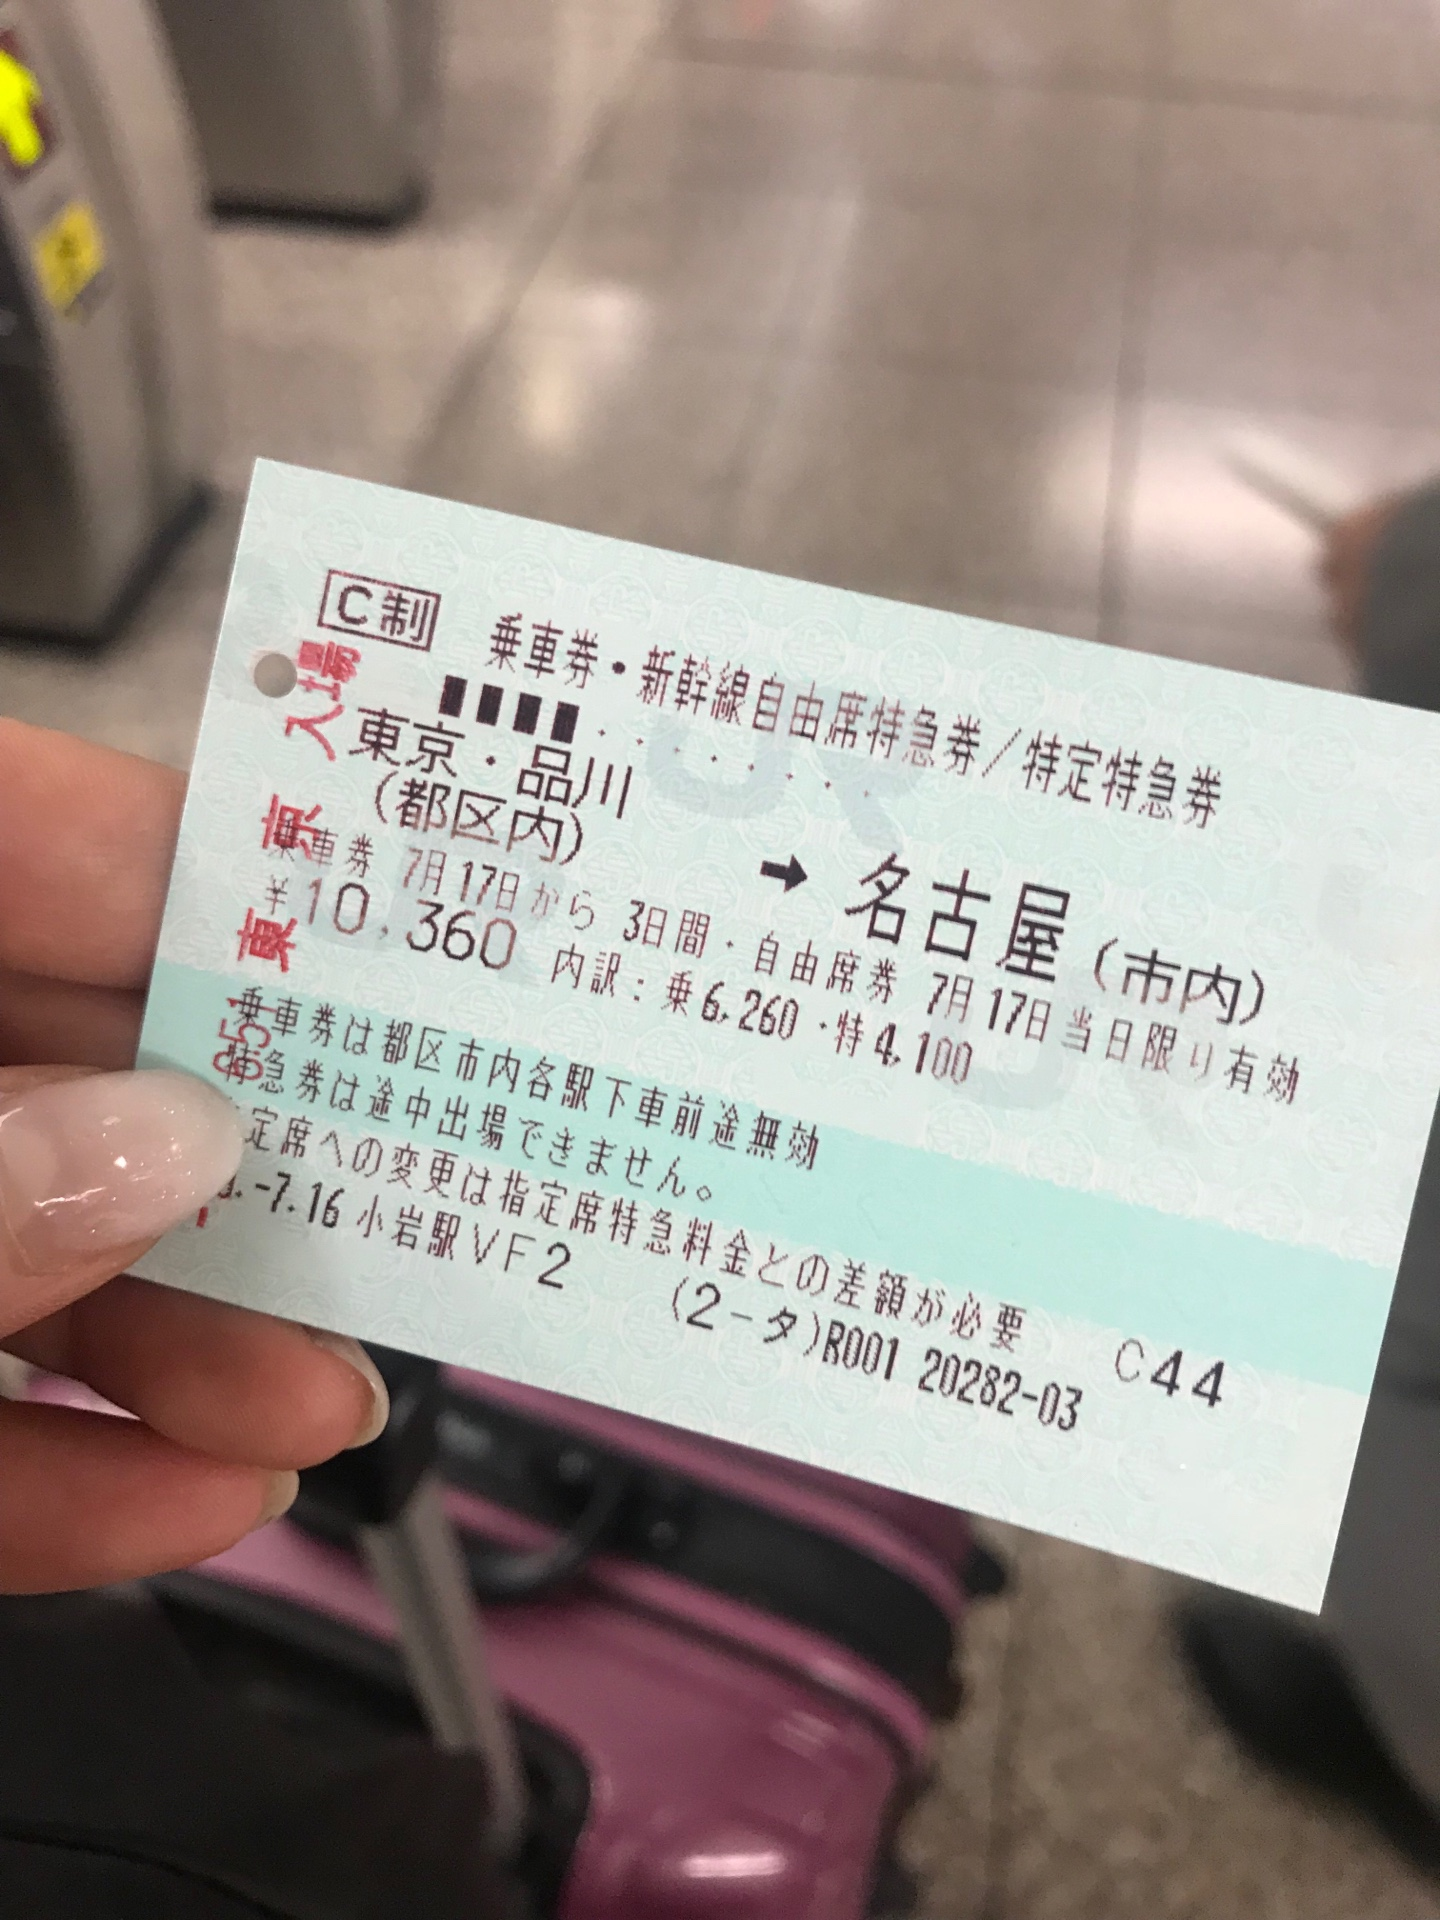 C制
乗車券・新幹線自由席特急券/特定特急券
東京・品川
(都区内)
➡ 名古屋(市内)
乗車券 7月17日から 3日間・自由席券 7月17日当日限り有効
¥10,360 内訳:乗6,260・特4,100
乗車券は都区市内各駅下車前途無効
特急券は途中出場できません。
定席への変更は指定席特急料金との差額が必要
-7.16 小岩駅VF2 (2-タ)R001 20282-03 C44
東京 入場